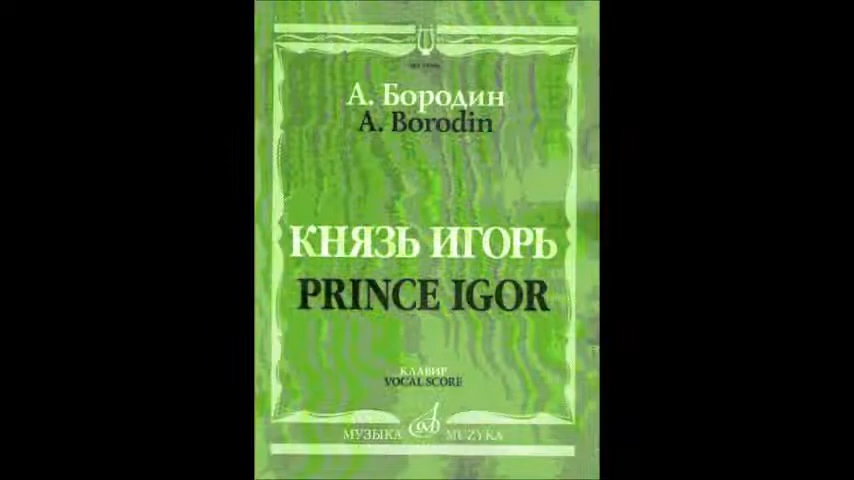 А. Бородин
A. Borodin
КНЯЗЬ ИГОРЬ
PRINCE IGOR
КЛАВИР
VOCAL SCORE
МУЗЫКА MUZYKA